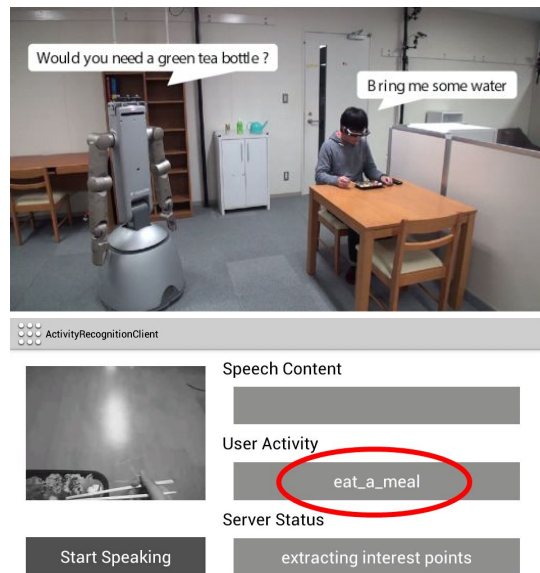 Would you need a green tea bottle ?
Bring me some water
ActivityRecognitionClient
Speech Content
User Activity
eat_a_meal
Server Status
Start Speaking
extracting interest points